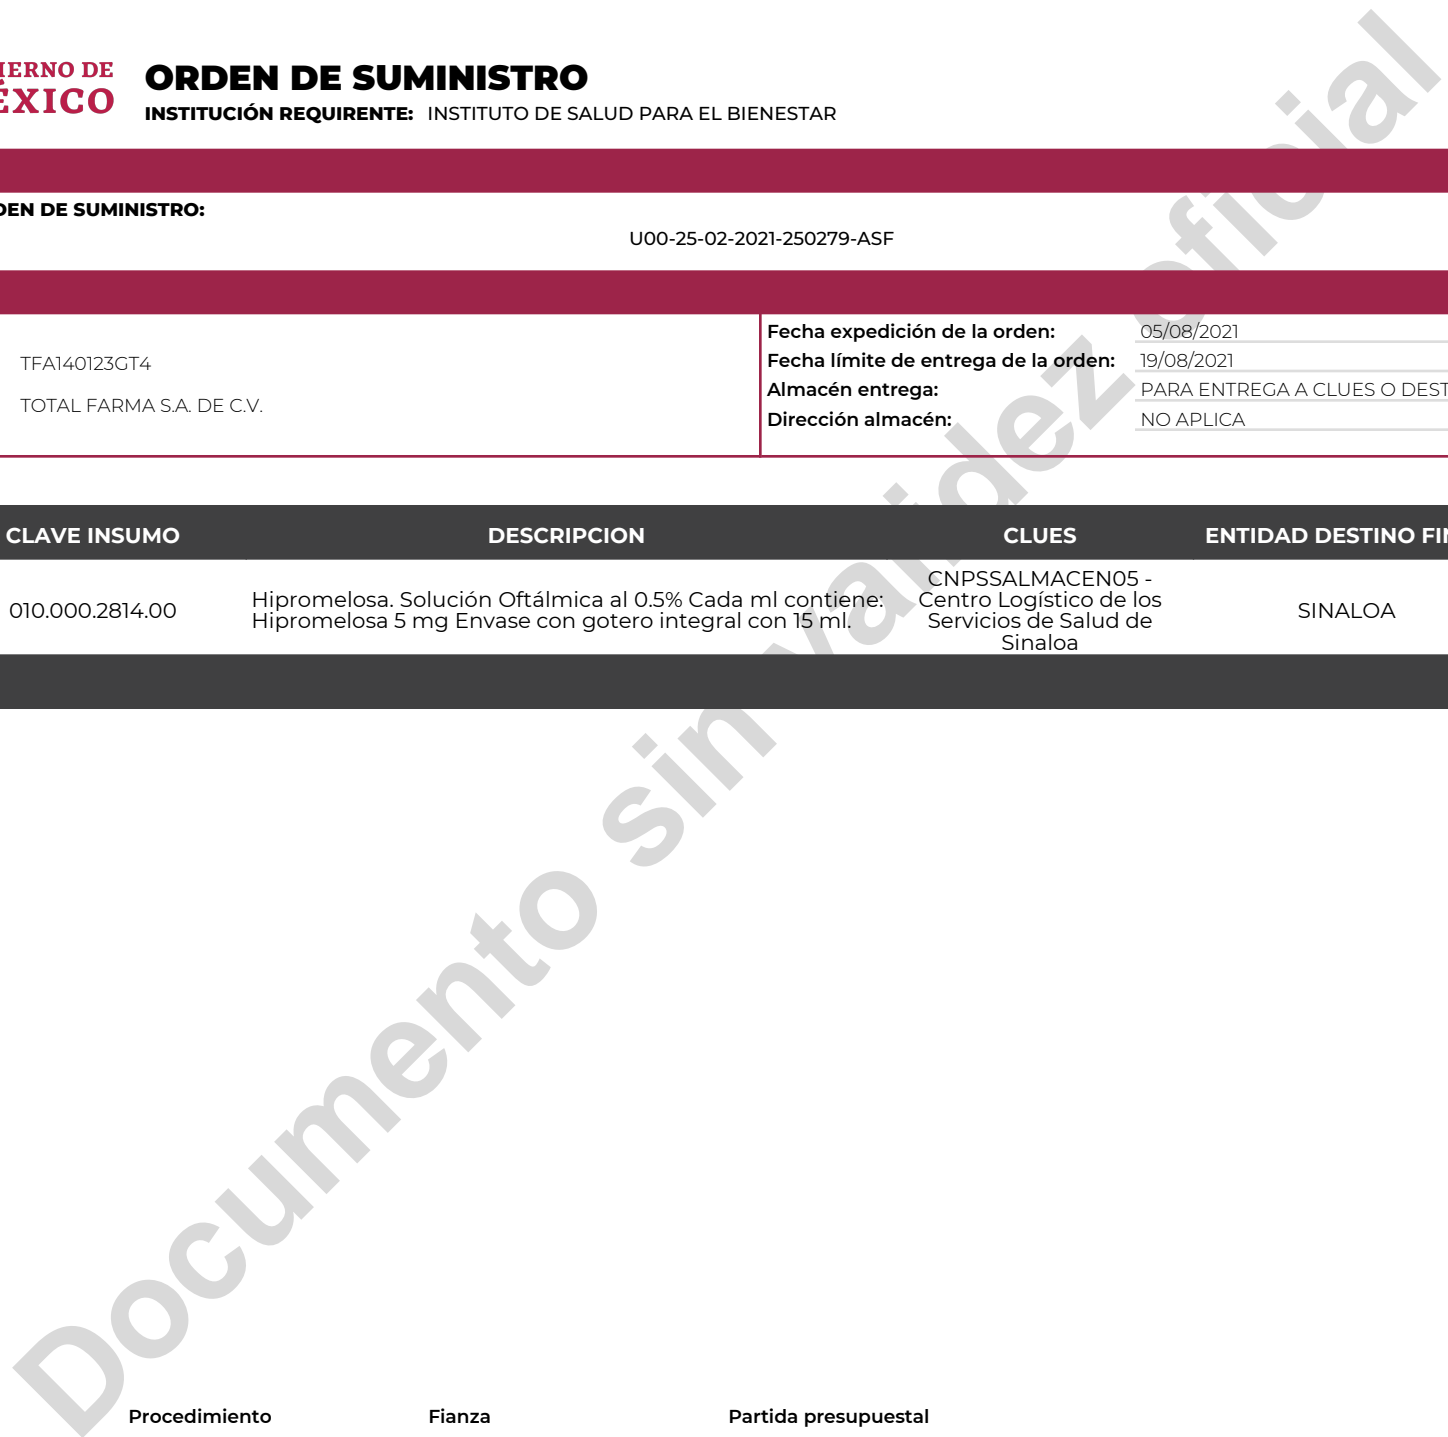 IERNO DE
ÉXICO
ORDEN DE SUMINISTRO
INSTITUCIÓN REQUIRENTE: INSTITUTO DE SALUD PARA EL BIENESTAR
DEN DE SUMINISTRO:
U00-25-02-2021-250279-ASF
TFA140123GT4
TOTAL FARMA S.A. DE C.V.
Fecha expedición de la orden: 05/08/2021
Fecha límite de entrega de la orden: 19/08/2021
Almacén entrega: PARA ENTREGA A CLUES O DEST
Dirección almacén: NO APLICA
CLAVE INSUMO DESCRIPCION CLUES ENTIDAD DESTINO FIN
010.000.2814.00
Hipromelosa. Solución Oftálmica al 0.5% Cada ml contiene:
Hipromelosa 5 mg Envase con gotero integral con 15 ml.
CNPSSALMACEN05 -
Centro Logístico de los
Servicios de Salud de
Sinaloa
SINALOA
Documento sin validez oficial
Procedimiento Fianza Partida presupuestal